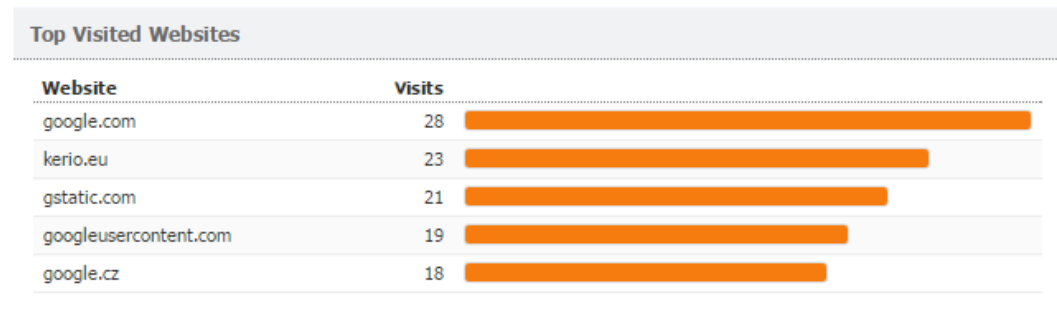 Top Visited Websites
Website Visits
google.com 28
kerio.eu 23
gstatic.com 21
googleusercontent.com 19
google.cz 18